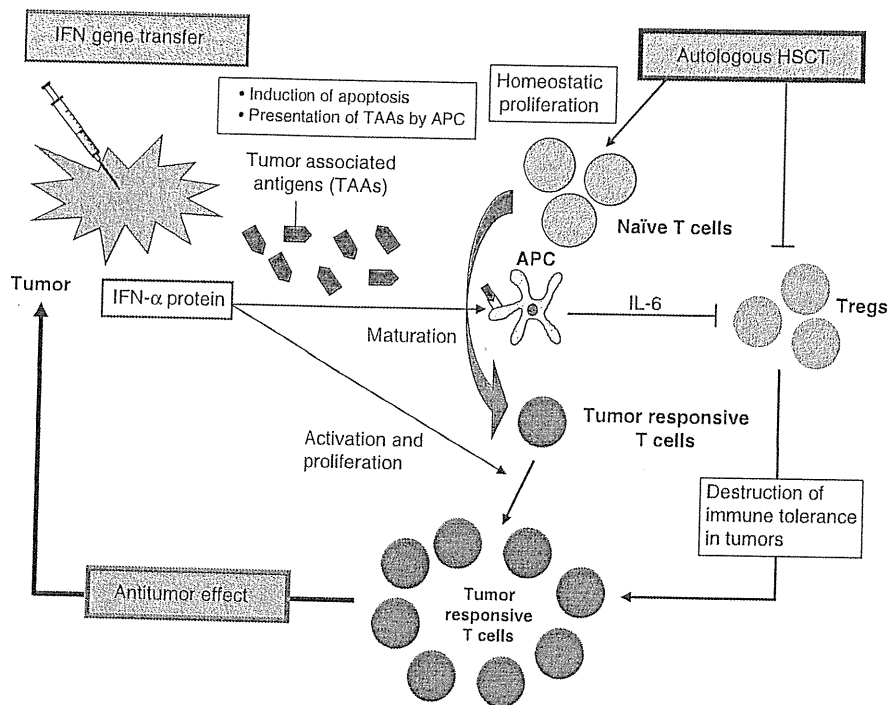 IFN gene transfer
Autologous HSCT
• Induction of apoptosis
• Presentation of TAAs by APC
Homeostatic
proliferation
Tumor associated
antigens (TAAs)
Naïve T cells
APC
Tumor
IFN-α protein
IL-6
Tregs
Maturation
Tumor responsive
T cells
Activation and
proliferation
Destruction of
immune tolerance
in tumors
Antitumor effect
Tumor
responsive
T cells